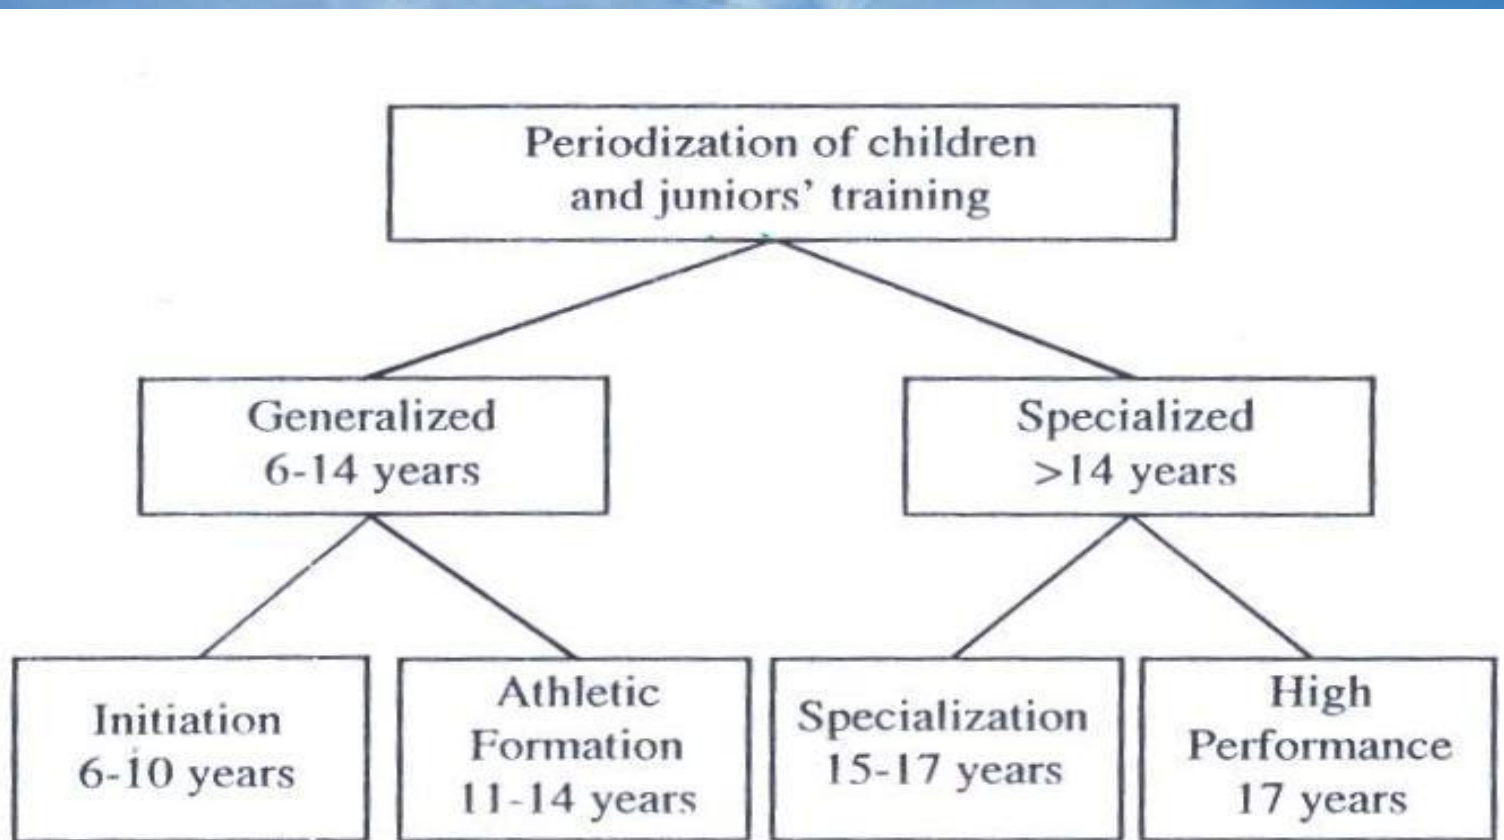 Periodization of children
and juniors' training
Generalized
6-14 years
Specialized
>14 years
Initiation
6-10 years
Athletic
Formation
11-14 years
Specialization
15-17 years
High
Performance
17 years